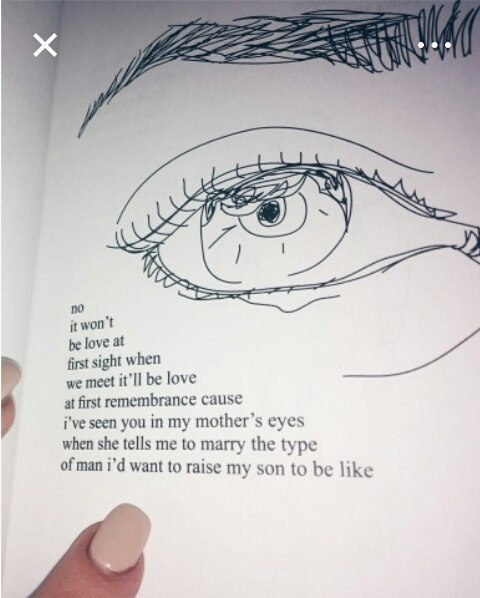 no
it won't
be love at
first sight when
we meet it'll be love
at first remembrance cause
i've seen you in my mother's eyes
when she tells me to marry the type
of man i'd want to raise my son to be like